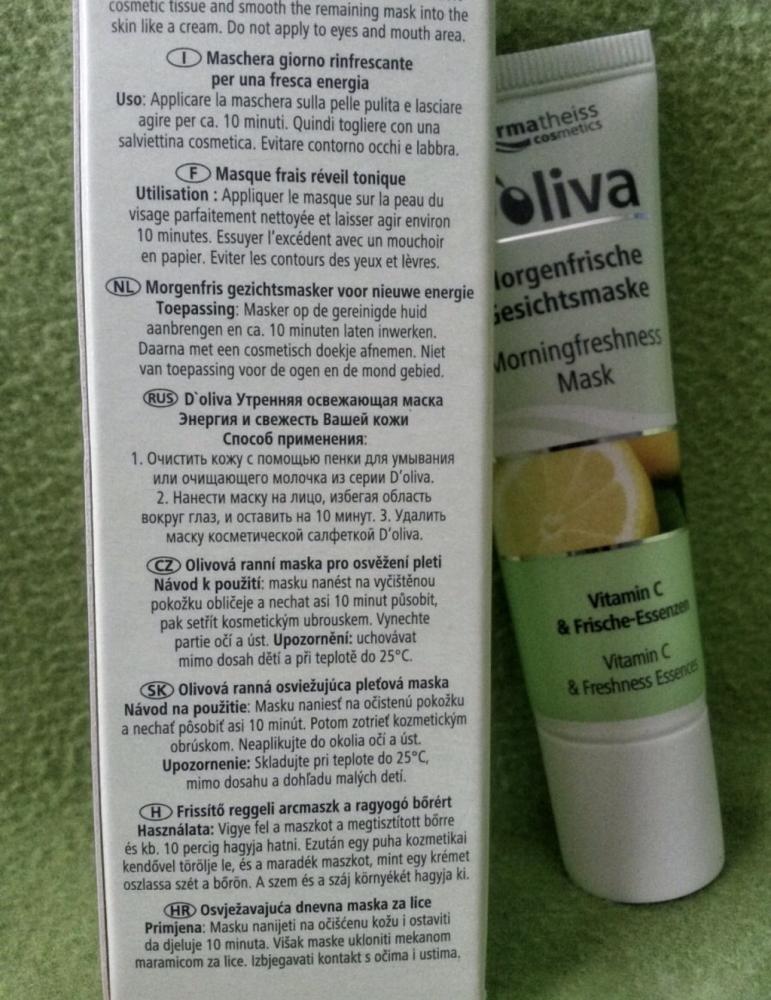 cosmetic tissue and smooth the remaining mask into the
skin like a cream. Do not apply to eyes and mouth area.
I Maschera giorno rinfrescante
per una fresca energia
Uso: Applicare la maschera sulla pelle pulita e lasciare
agire per ca. 10 minuti. Quindi togliere con una
salviettina cosmetica. Evitare contorno occhi e labbra.
F Masque frais réveil tonique
Utilisation : Appliquer le masque sur la peau du
visage parfaitement nettoyée et laisser agir environ
10 minutes. Essuyer l'excédent avec un mouchoir
en papier. Eviter les contours des yeux et lèvres.
NL Morgenfris gezichtsmasker voor nieuwe energie
Toepassing: Masker op de gereinigde huid
aanbrengen en ca. 10 minuten laten inwerken.
Daarna met een cosmetisch doekje afnemen. Niet
van toepassing voor de ogen en de mond gebied.
RUS D`oliva Утренняя освежающая маска
Энергия и свежесть Вашей кожи
Способ применения:
1. Очистить кожу с помощью пенки для умывания
или очищающего молочка из серии D'oliva.
2. Нанести маску на лицо, избегая область
вокруг глаз, и оставить на 10 минут. 3. Удалить
маску косметической салфеткой D'oliva.
CZ Olivová ranní maska pro osvěžení pleti
Návod k použití: masku nanést na vyčištěnou
pokožku obličeje a nechat asi 10 minut působit,
pak setřít kosmetickým ubrouskem. Vynechte
partie očí a úst. Upozornění: uchovávat
mimo dosah dětí a při teplotě do 25°C.
SK Olivová ranná osviežujúca pleťová maska
Návod na použitie: Masku naniesť na očistenú pokožku
a nechať pôsobiť asi 10 minút. Potom zotrieť kozmetickým
obrúskom. Neaplikujte do okolia očí a úst.
Upozornenie: Skladujte pri teplote do 25°C,
mimo dosahu a dohľadu malých detí.
H Frissítő reggeli arcmaszk a ragyogó bőrért
Használata: Vigye fel a maszkot a megtisztított bőrre
és kb. 10 percig hagyja hatni. Ezután egy puha kozmetikai
kendővel törölje le, és a maradék maszkot, mint egy krémet
oszlassa szét a bőrön. A szem és a száj környékét hagyja ki.
HR Osvježavajuća dnevna maska za lice
Primjena: Masku nanijeti na očišćenu kožu i ostaviti
da djeluje 10 minuta. Višak maske ukloniti mekanom
maramicom za lice. Izbjegavati kontakt s očima i ustima.
rmatheiss
cosmetics
'oliva
orgenfrische
esichtsmaske
Morningfreshness
Mask
Vitamin C
& Frische-Essenzen
Vitamin C
& Freshness Essences